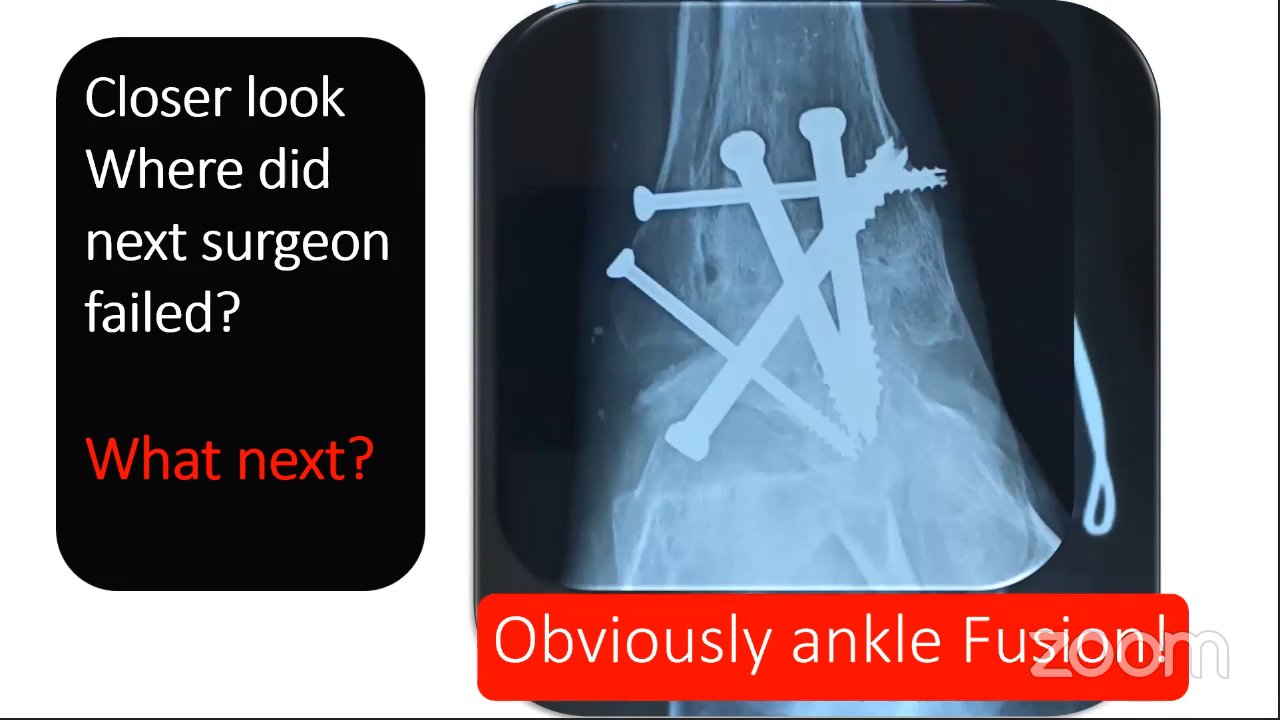 Closer look
Where did
next surgeon
failed?
What next?
Obviously ankle Fusion!
zoom